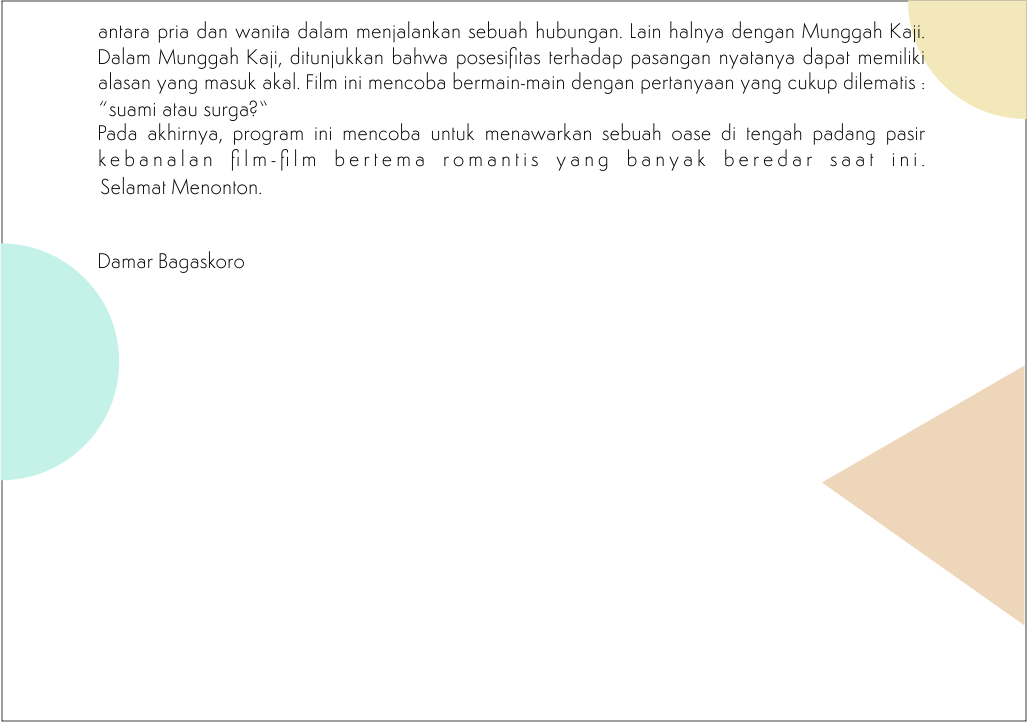 antara pria dan wanita dalam menjalankan sebuah hubungan. Lain halnya dengan Munggah Kaji.
Dalam Munggah Kaji, ditunjukkan bahwa posesifitas terhadap pasangan nyatanya dapat memiliki
alasan yang masuk akal. Film ini mencoba bermain-main dengan pertanyaan yang cukup dilematis :
“suami atau surga?“
Pada akhirnya, program ini mencoba untuk menawarkan sebuah oase di tengah padang pasir
kebanalan film-film bertema romantis yang banyak beredar saat ini.
Selamat Menonton.
Damar Bagaskoro